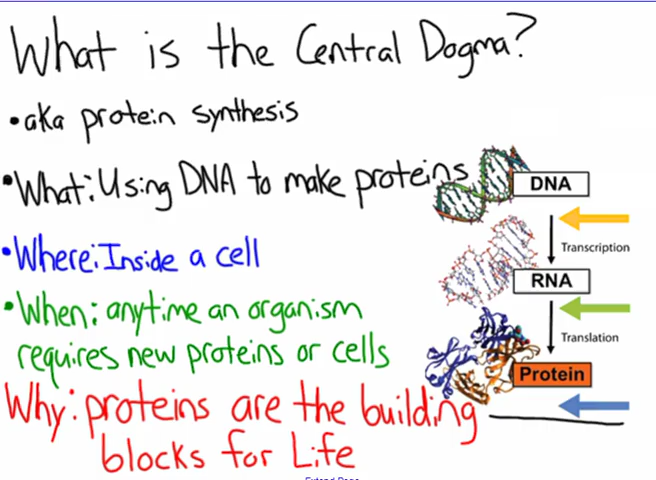 What is the Central Dogma?
•aka protein synthesis
•What: Using DNA to make proteins
DNA
Transcription
•Where: Inside a cell
RNA
•When: anytime an organism
requires new proteins or cells
Translation
Protein
Why: proteins are the building
blocks for Life
Extend Page